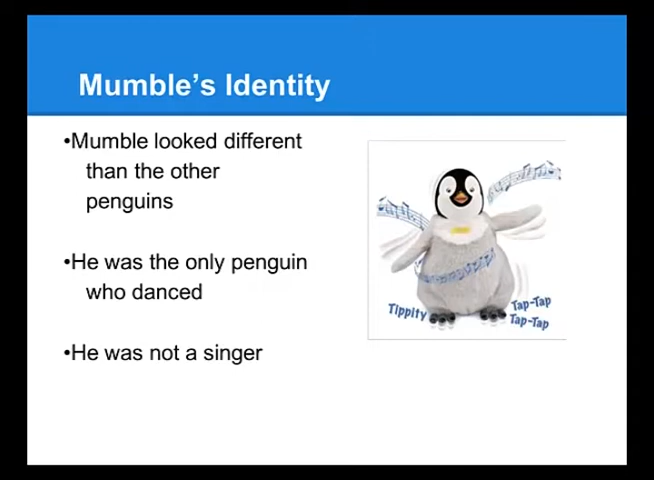 Mumble's Identity
•Mumble looked different
than the other
penguins
•He was the only penguin
who danced
•He was not a singer
Tippity
Tap-Tap
Tap-Tap